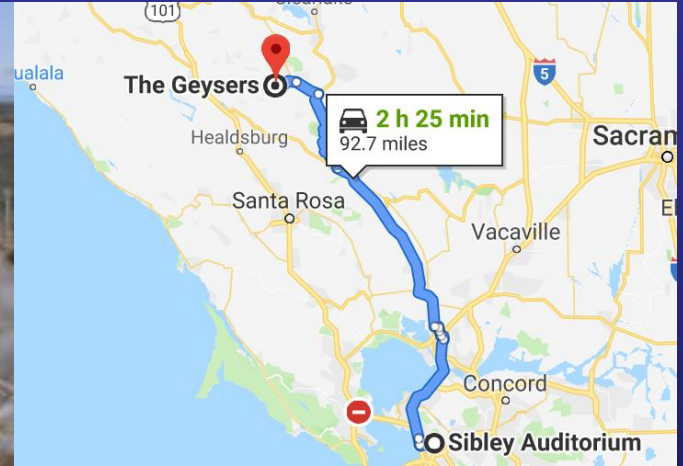 101
ualala
The Geysers
5
2 h 25 min
92.7 miles
Sacram
Healdsburg
Santa Rosa
Vacaville
Concord
Sibley Auditorium